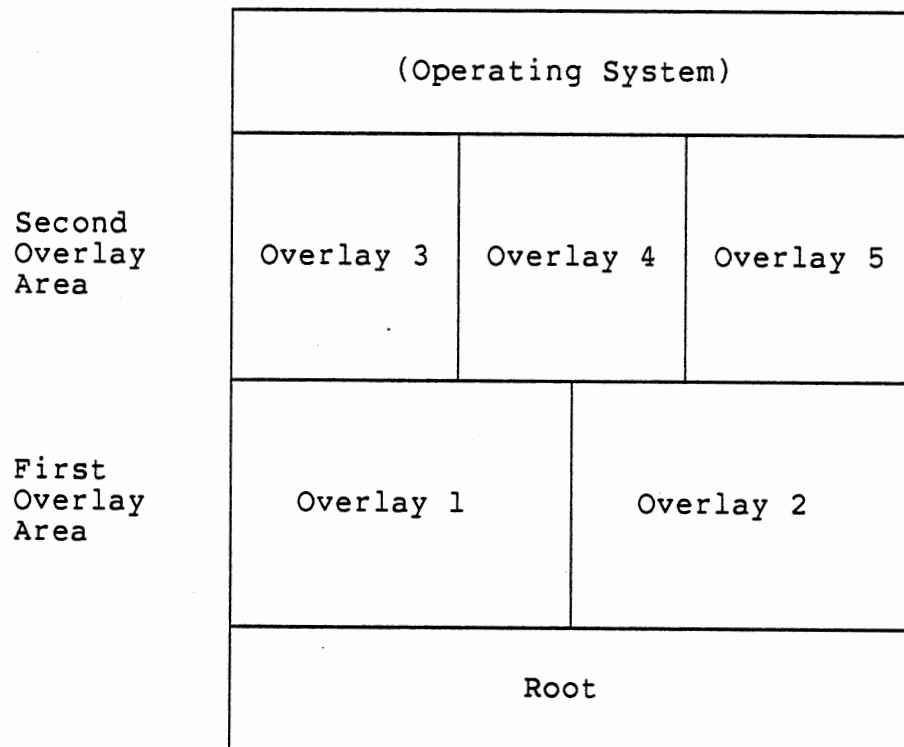 (Operating System)
Second
Overlay
Area
Overlay 3
Overlay 4
Overlay 5
First
Overlay
Area
Overlay 1
Overlay 2
Root